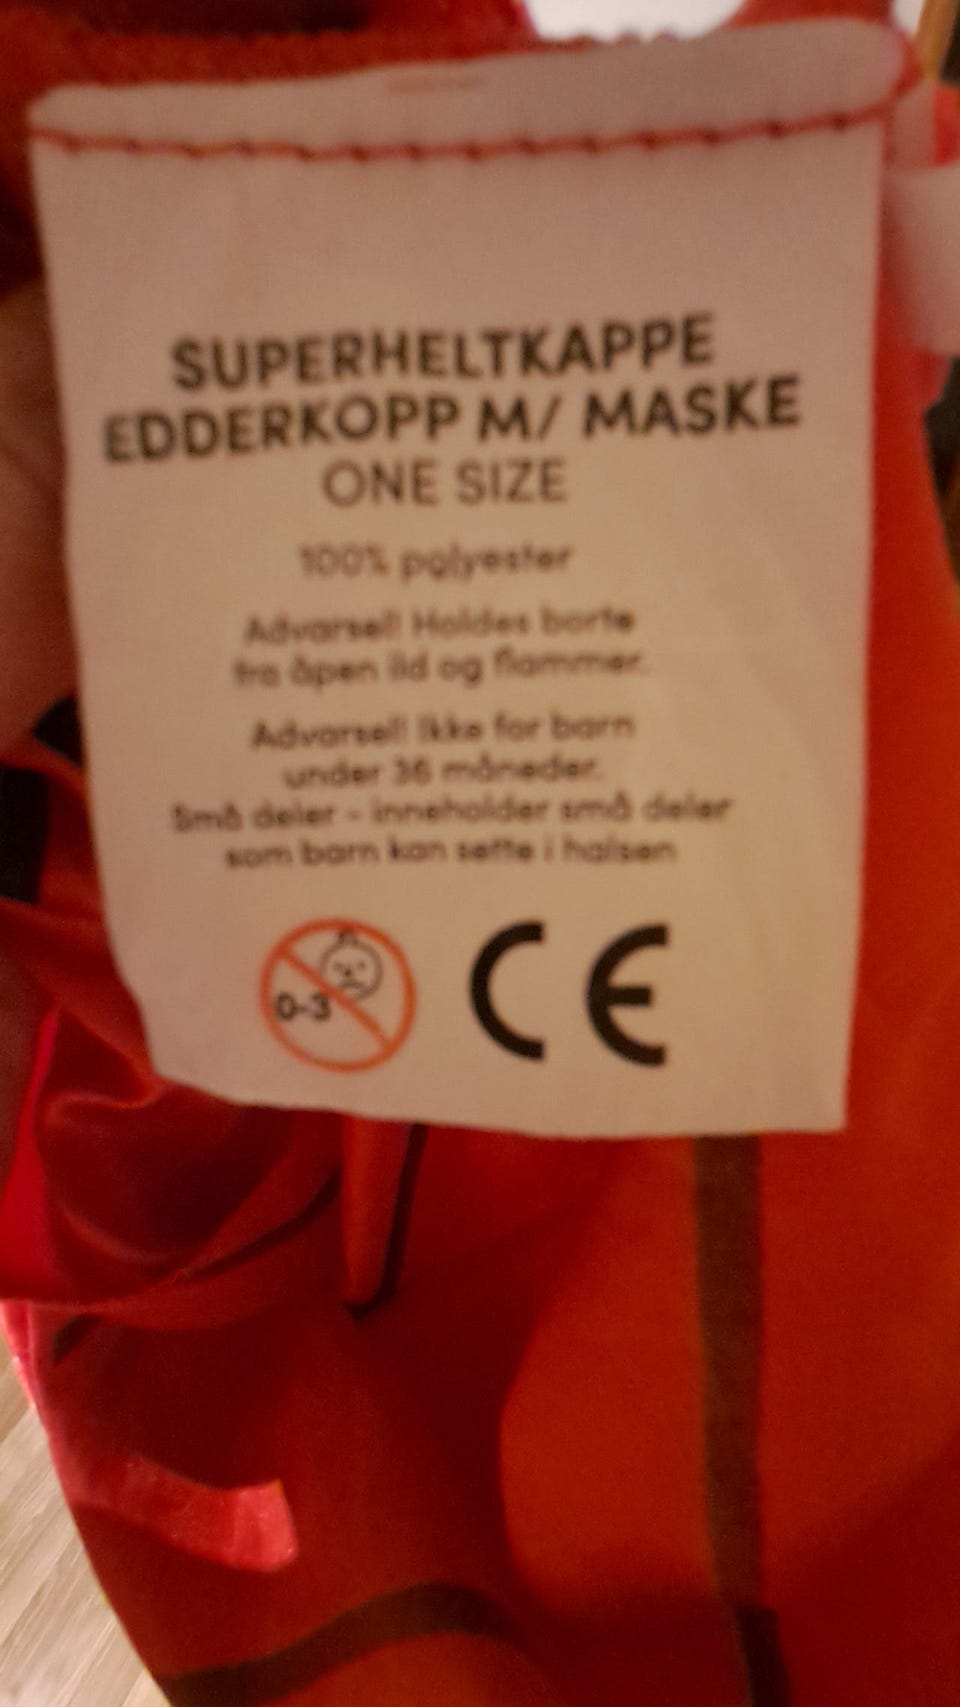 SUPERHELTKAPPE
EDDERKOPP M/ MASKE
ONE SIZE
100% polyester
Advarsel! Holdes borte
fra åpen ild og flammer.
Advarsel! Ikke for barn
under 36 måneder.
Små deler - inneholder små deler
som barn kan sette i halsen
0-3
CE